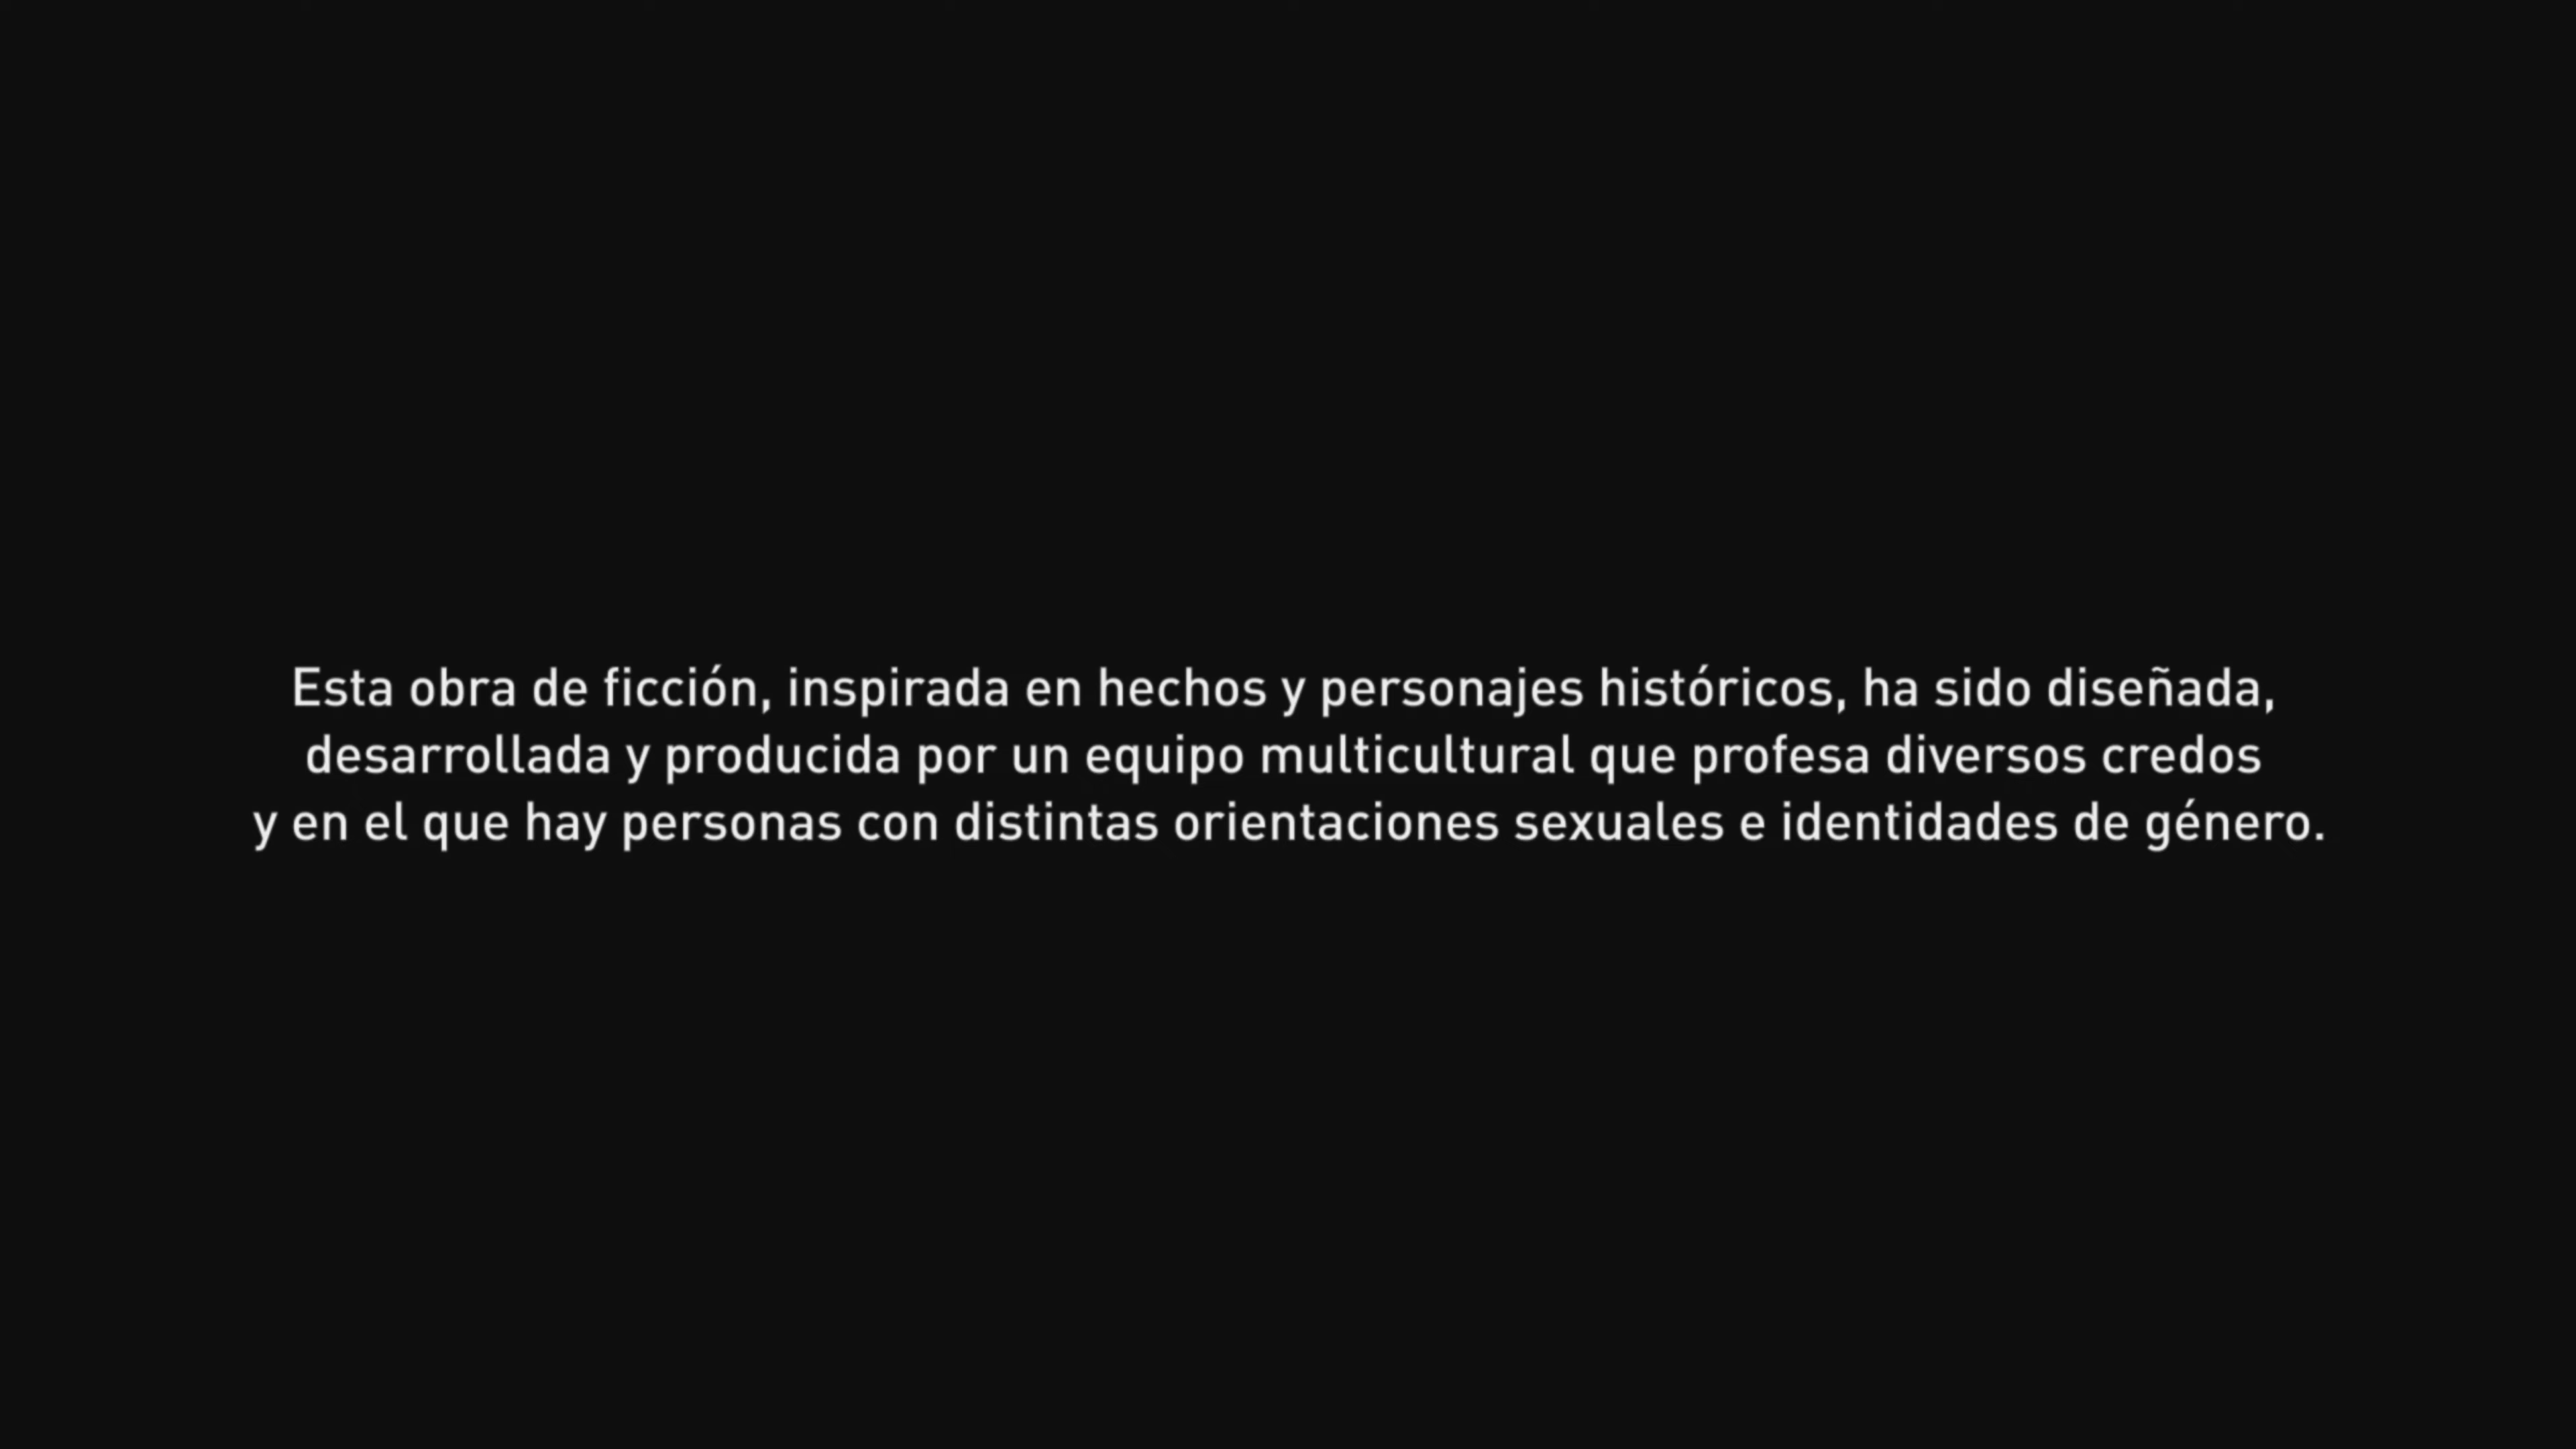 Esta obra de ficción, inspirada en hechos y personajes históricos, ha sido diseñada,
desarrollada y producida por un equipo multicultural que profesa diversos credos
y en el que hay personas con distintas orientaciones sexuales e identidades de género.